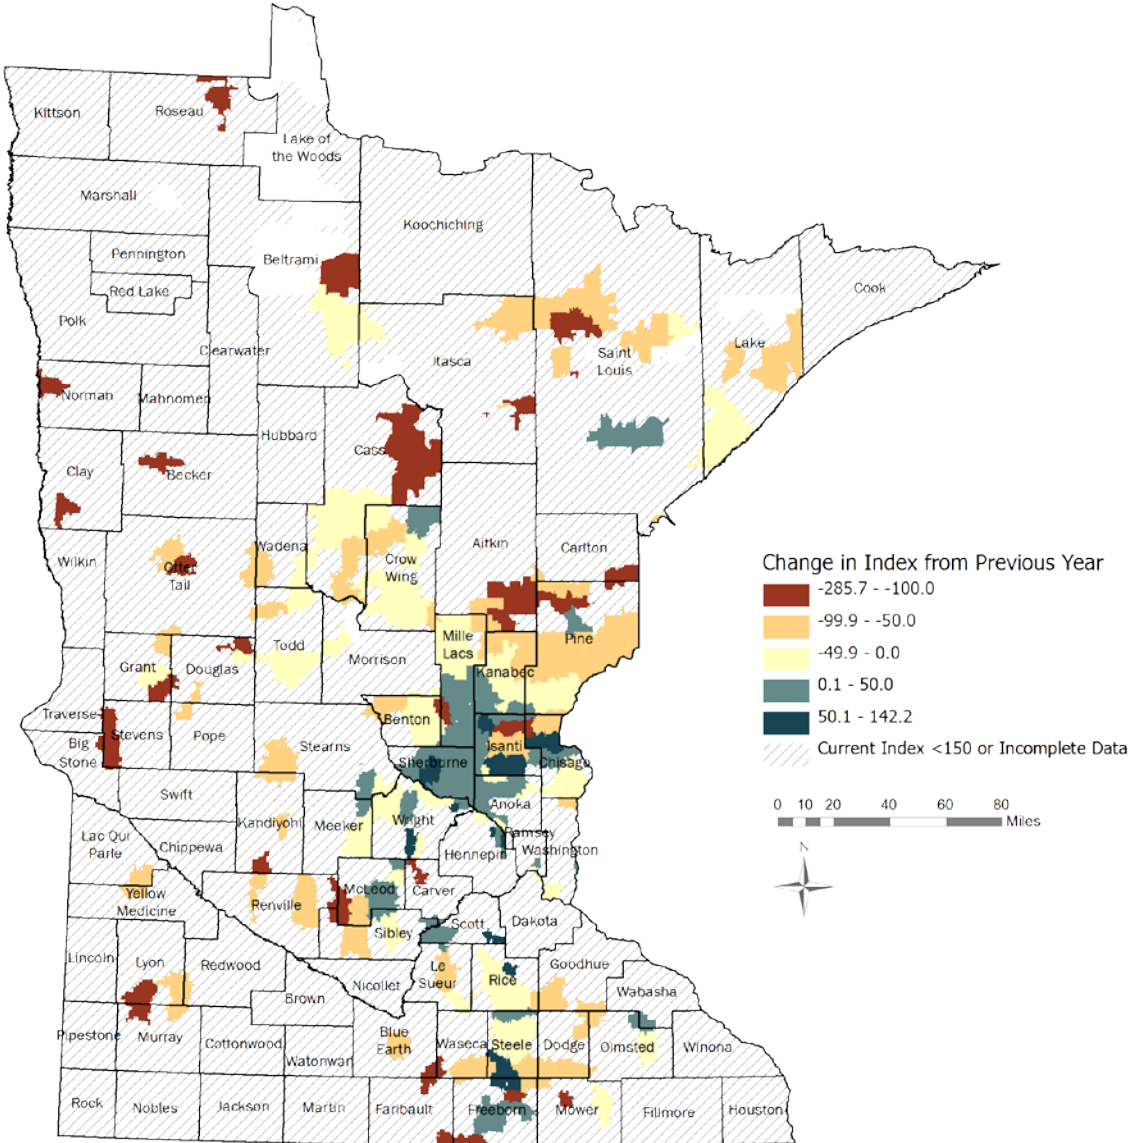 Kittson
Roseau
Lake of
the Woods
Marshall
Koochiching
Pennington
Beltrami
Red Lake
Cook
Polk
Clearwater
Itasca
Saint
Louis
Lake
Norman
Mahnomen
Hubbard
Cass
Clay
Becker
Wilkin
Otter
Tail
Wadena
Crow
Wing
Aitkin
Carlton
Change in Index from Previous Year
-285.7 - -100.0
-99.9 - -50.0
-49.9 - 0.0
0.1 - 50.0
50.1 - 142.2
Current Index <150 or Incomplete Data
0 10 20 40 60 80
Miles
N
Grant
Douglas
Todd
Morrison
Mille
Lacs
Kanabec
Pine
Traverse
Big
Stone
Stevens
Pope
Stearns
Benton
Isanti
Sherburne
Chisago
Swift
Kandiyohi
Meeker
Wright
Anoka
Ramsey
Washington
Hennepin
Lac Qui
Parle
Chippewa
Yellow
Medicine
Renville
McLeod
Carver
Sibley
Scott
Dakota
Lincoln
Lyon
Redwood
Brown
Nicollet
Le
Sueur
Rice
Goodhue
Wabasha
Pipestone
Murray
Cottonwood
Watonwan
Blue
Earth
Waseca
Steele
Dodge
Olmsted
Winona
Rock
Nobles
Jackson
Martin
Faribault
Freeborn
Mower
Fillmore
Houston